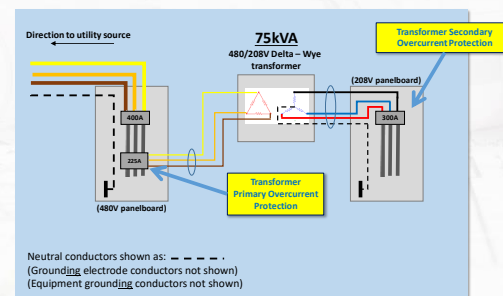 Direction to utility source
75kVA
480/208V Delta – Wye
transformer
Transformer Secondary
Overcurrent Protection
(208V panelboard)
400A
300A
225A
Transformer
Primary Overcurrent
Protection
(480V panelboard)
Neutral conductors shown as:
(Grounding electrode conductors not shown)
(Equipment grounding conductors not shown)